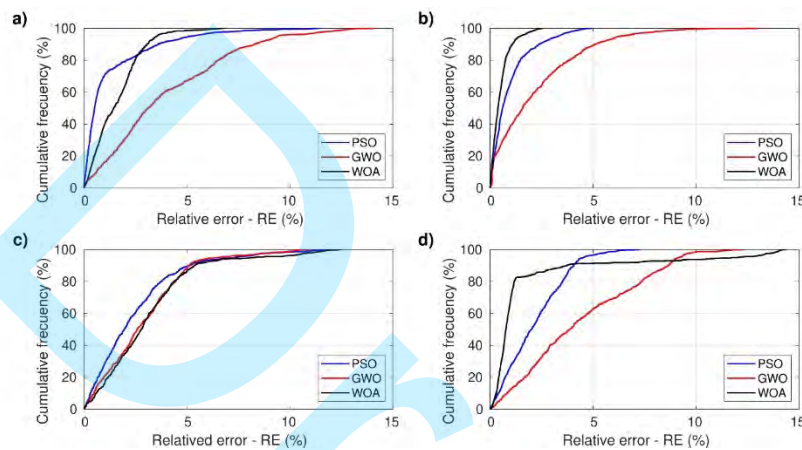 a)
Cumulative frecuency (%)
100
80
60
40
20
0
0 5 10 15
Relative error - RE (%)
PSO
GWO
WOA
b)
Cumulative frecuency (%)
100
80
60
40
20
0
0 5 10 15
Relative error - RE (%)
PSO
GWO
WOA
c)
Cumulative frecuency (%)
100
80
60
40
20
0
0 5 10 15
Relatived error - RE (%)
PSO
GWO
WOA
d)
Cumulative frecuency (%)
100
80
60
40
20
0
0 5 10 15
Relative error - RE (%)
PSO
GWO
WOA